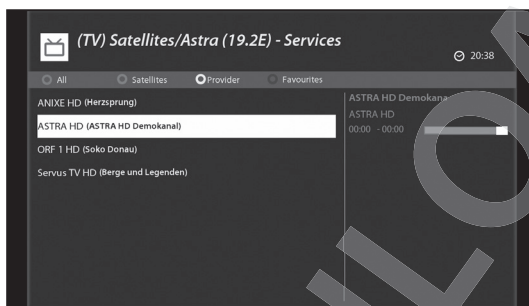 (TV) Satellites/Astra (19.2E) - Services
20:38
All Satellites Provider Favourites
ANIXE HD (Herzsprung)
ASTRA HD (ASTRA HD Demokanal)
ORF 1 HD (Soko Donau)
Servus TV HD (Berge und Legenden)
ASTRA HD Demokana
ASTRA HD
00:00 - 00:00